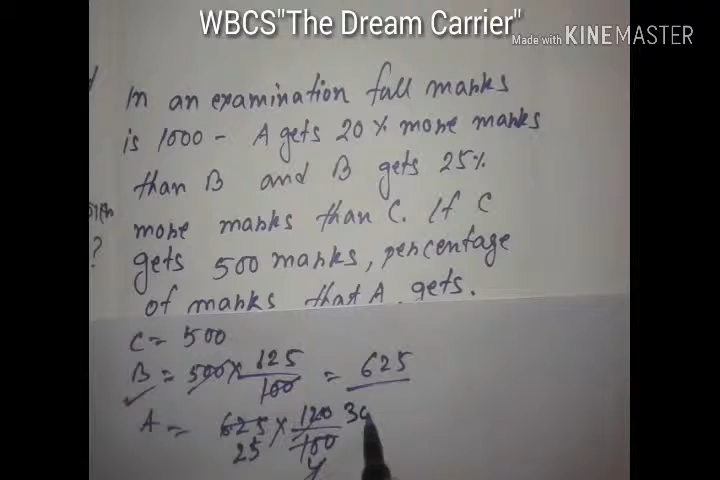 WBCS"The Dream Carrier"
Made with KINEMASTER
In an examination full marks
is 1000 - A gets 20 % more marks
than B and B gets 25%
more marks than C. If C
?
gets 500 marks, percentage
of marks that A gets.
C = 500
B = 500 × 125/100 = 625
A = 625 × 120/100 30
25
4